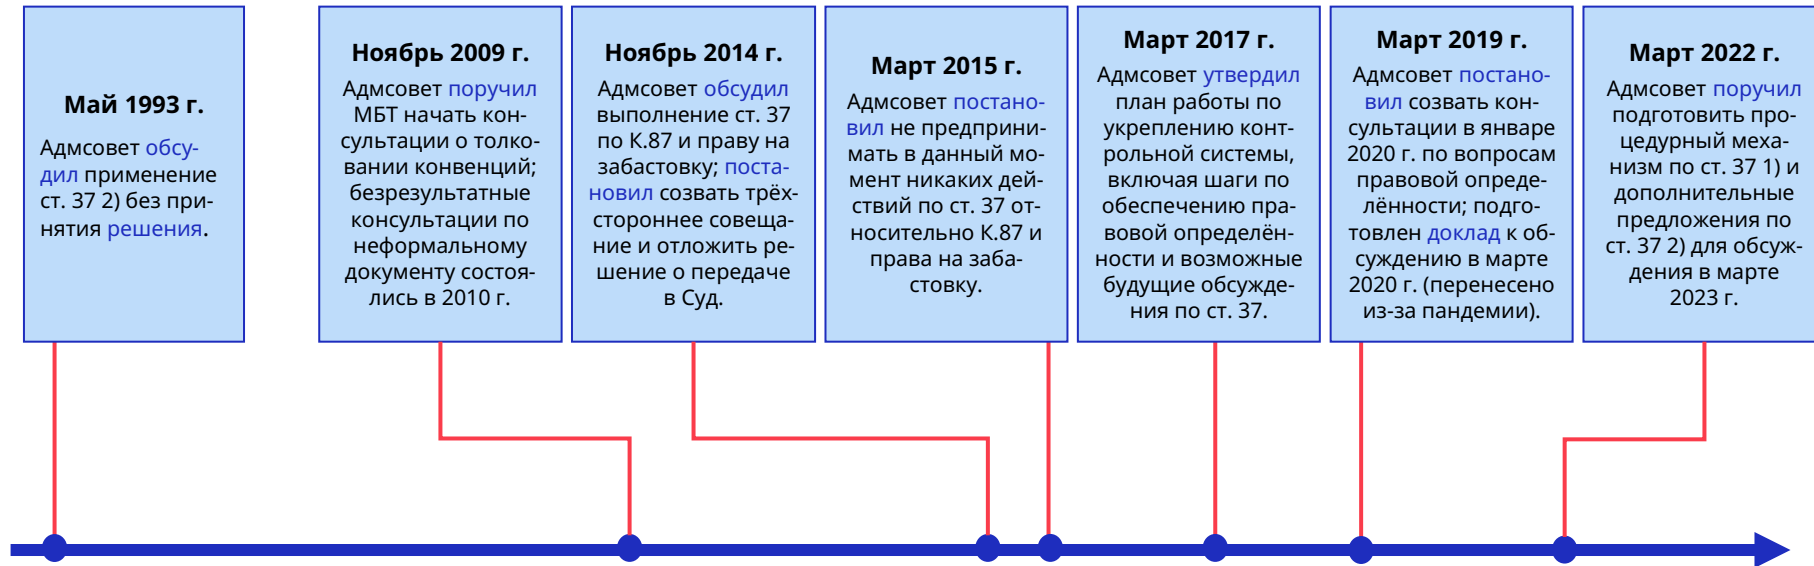 Май 1993 г.
Адмсовет обсу-
дил применение
ст. 37 2) без при-
нятия решения.
Ноябрь 2009 г.
Адмсовет поручил
МБТ начать кон-
сультации о толко-
вании конвенций;
безрезультатные
консультации по
неформальному
документу состоя-
лись в 2010 г.
Ноябрь 2014 г.
Адмсовет обсудил
выполнение ст. 37
по К.87 и праву на
забастовку; поста-
новил созвать трёх-
стороннее совеща-
ние и отложить ре-
шение о передаче
в Суд.
Март 2015 г.
Адмсовет постано-
вил не предприни-
мать в данный мо-
мент никаких дей-
ствий по ст. 37 от-
носительно К.87 и
права на заба-
стовку.
Март 2017 г.
Адмсовет утвердил
план работы по
укреплению конт-
рольной системы,
включая шаги по
обеспечению пра-
вовой определён-
ности и возможные
будущие обсужде-
ния по ст. 37.
Март 2019 г.
Адмсовет постано-
вил созвать кон-
сультации в январе
2020 г. по вопросам
правовой опреде-
лённости; подго-
товлен доклад к об-
суждению в марте
2020 г. (перенесено
из-за пандемии).
Март 2022 г.
Адмсовет поручил
подготовить про-
цедурный меха-
низм по ст. 37 1) и
дополнительные
предложения по
ст. 37 2) для обсуж-
дения в марте
2023 г.